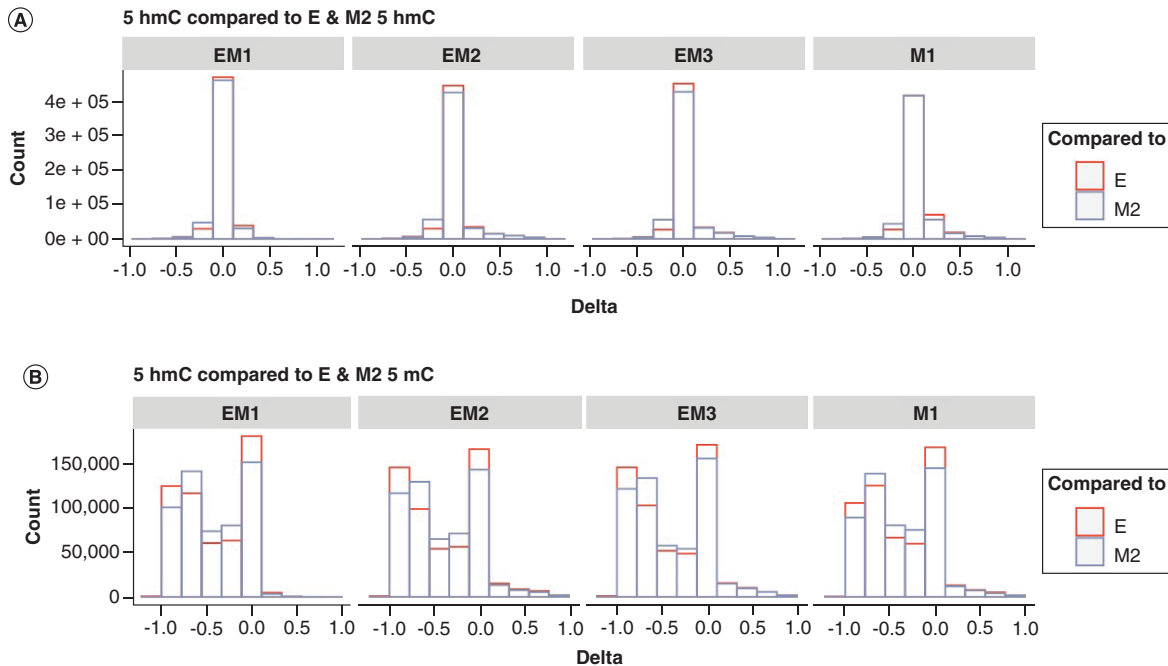 A
5 hmC compared to E & M2 5 hmC
EM1 EM2 EM3 M1
Count
4e + 05
3e + 05
2e + 05
1e + 05
0e + 00
-1.0 -0.5 0.0 0.5 1.0 -1.0 -0.5 0.0 0.5 1.0 -1.0 -0.5 0.0 0.5 1.0 -1.0 -0.5 0.0 0.5 1.0
Delta
Compared to
E
M2
B
5 hmC compared to E & M2 5 mC
EM1 EM2 EM3 M1
Count
150,000
100,000
50,000
0
-1.0 -0.5 0.0 0.5 1.0 -1.0 -0.5 0.0 0.5 1.0 -1.0 -0.5 0.0 0.5 1.0 -1.0 -0.5 0.0 0.5 1.0
Delta
Compared to
E
M2